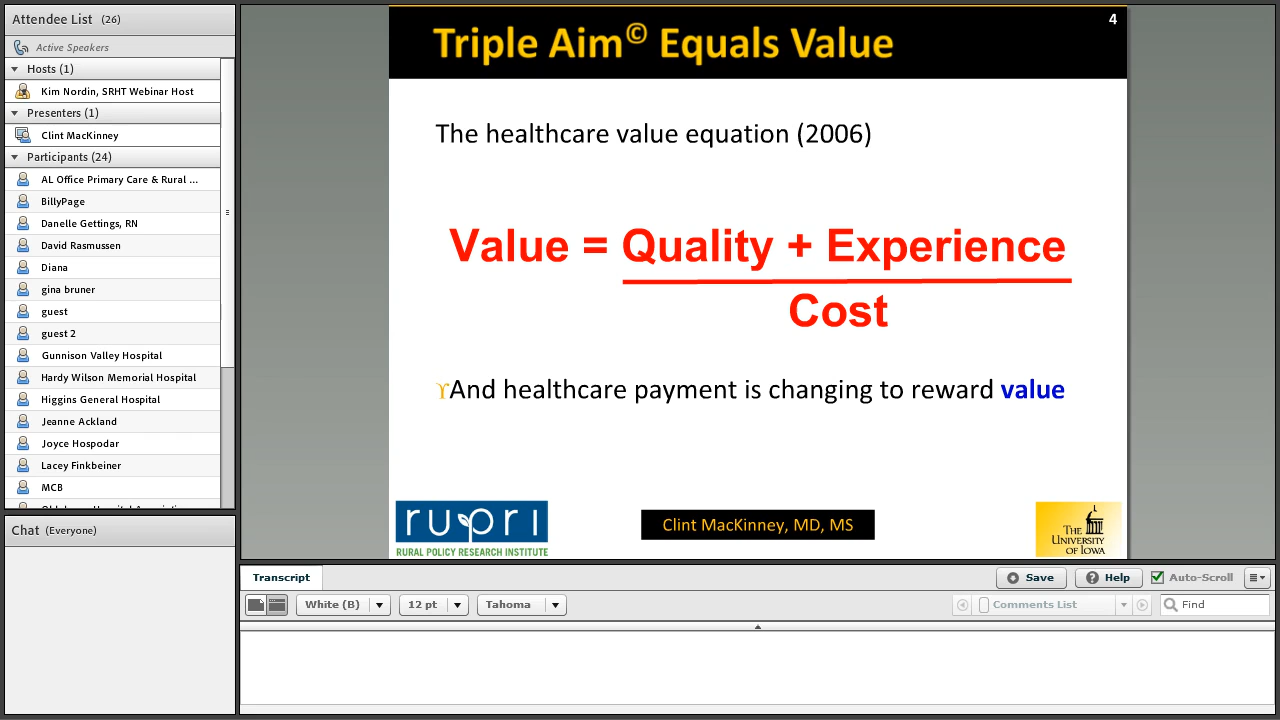 Attendee List (26)
Active Speakers
Hosts (1)
Kim Nordin, SRHT Webinar Host
Presenters (1)
Clint MacKinney
Participants (24)
AL Office Primary Care & Rural ...
BillyPage
Danelle Gettings, RN
David Rasmussen
Diana
gina bruner
guest
guest 2
Gunnison Valley Hospital
Hardy Wilson Memorial Hospital
Higgins General Hospital
Jeanne Ackland
Joyce Hospodar
Lacey Finkbeiner
MCB
Chat (Everyone)
4
Triple Aim© Equals Value
The healthcare value equation (2006)
Value = Quality + Experience
Cost
ϒAnd healthcare payment is changing to reward value
rupri
RURAL POLICY RESEARCH INSTITUTE
Clint MacKinney, MD, MS
THE
UNIVERSITY
OF IOWA
Transcript
Save
Help
Auto-Scroll
White (B)
12 pt
Tahoma
Comments List
Find